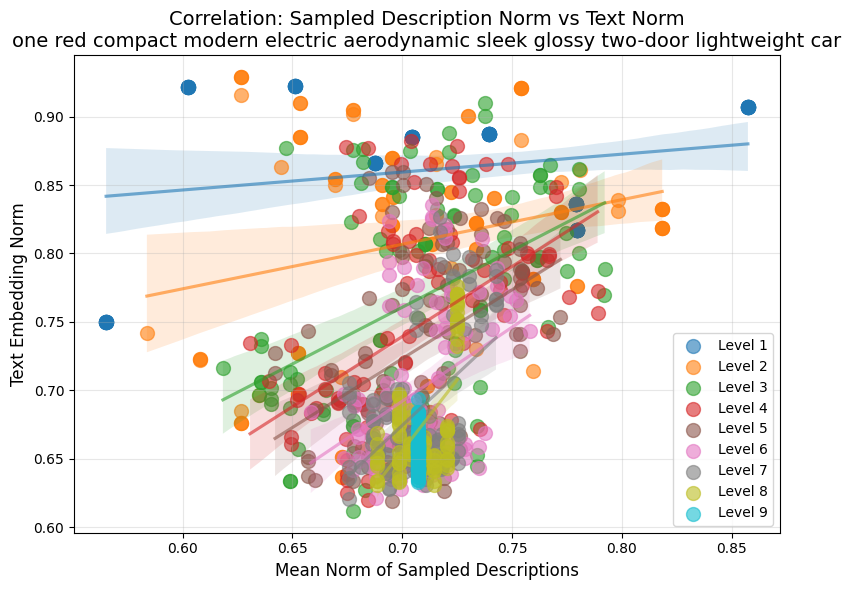 Correlation: Sampled Description Norm vs Text Norm
one red compact modern electric aerodynamic sleek glossy two-door lightweight car
Text Embedding Norm
0.90
0.85
0.80
0.75
0.70
0.65
0.60
0.60
0.65
0.70
0.75
0.80
0.85
Mean Norm of Sampled Descriptions
Level 1
Level 2
Level 3
Level 4
Level 5
Level 6
Level 7
Level 8
Level 9